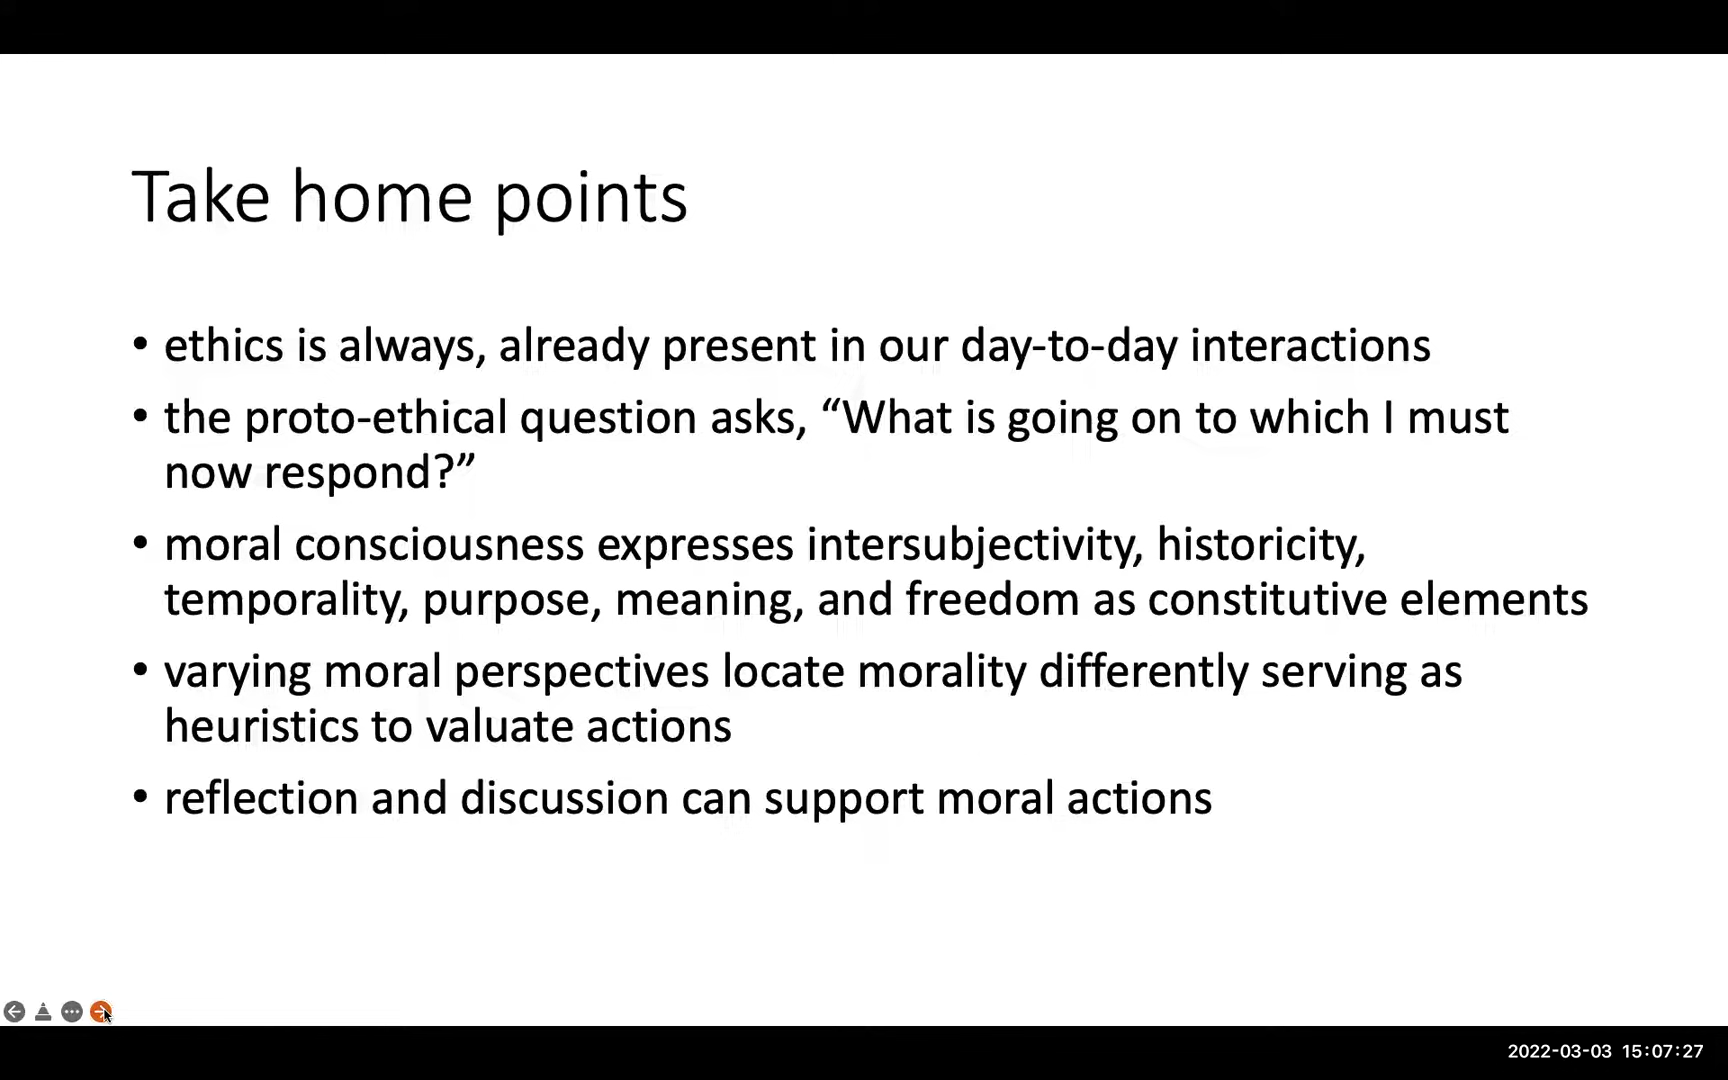 Take home points
• ethics is always, already present in our day-to-day interactions
• the proto-ethical question asks, “What is going on to which I must
now respond?”
• moral consciousness expresses intersubjectivity, historicity,
temporality, purpose, meaning, and freedom as constitutive elements
• varying moral perspectives locate morality differently serving as
heuristics to valuate actions
• reflection and discussion can support moral actions
2022-03-03 15:07:27